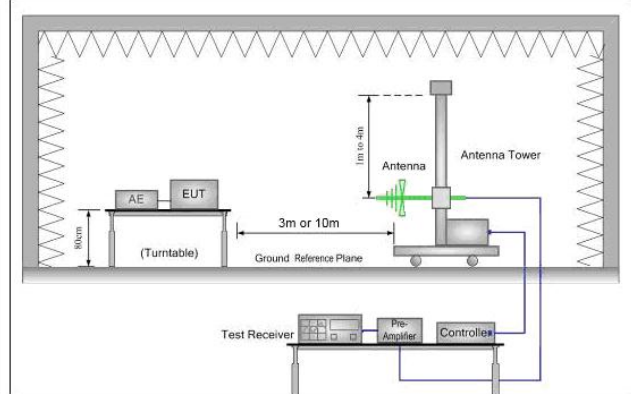 1m to 4m
Antenna
Antenna Tower
AE
EUT
80cm
(Turntable)
3m or 10m
Ground Reference Plane
Test Receiver
Pre-
Amplifier
Controller